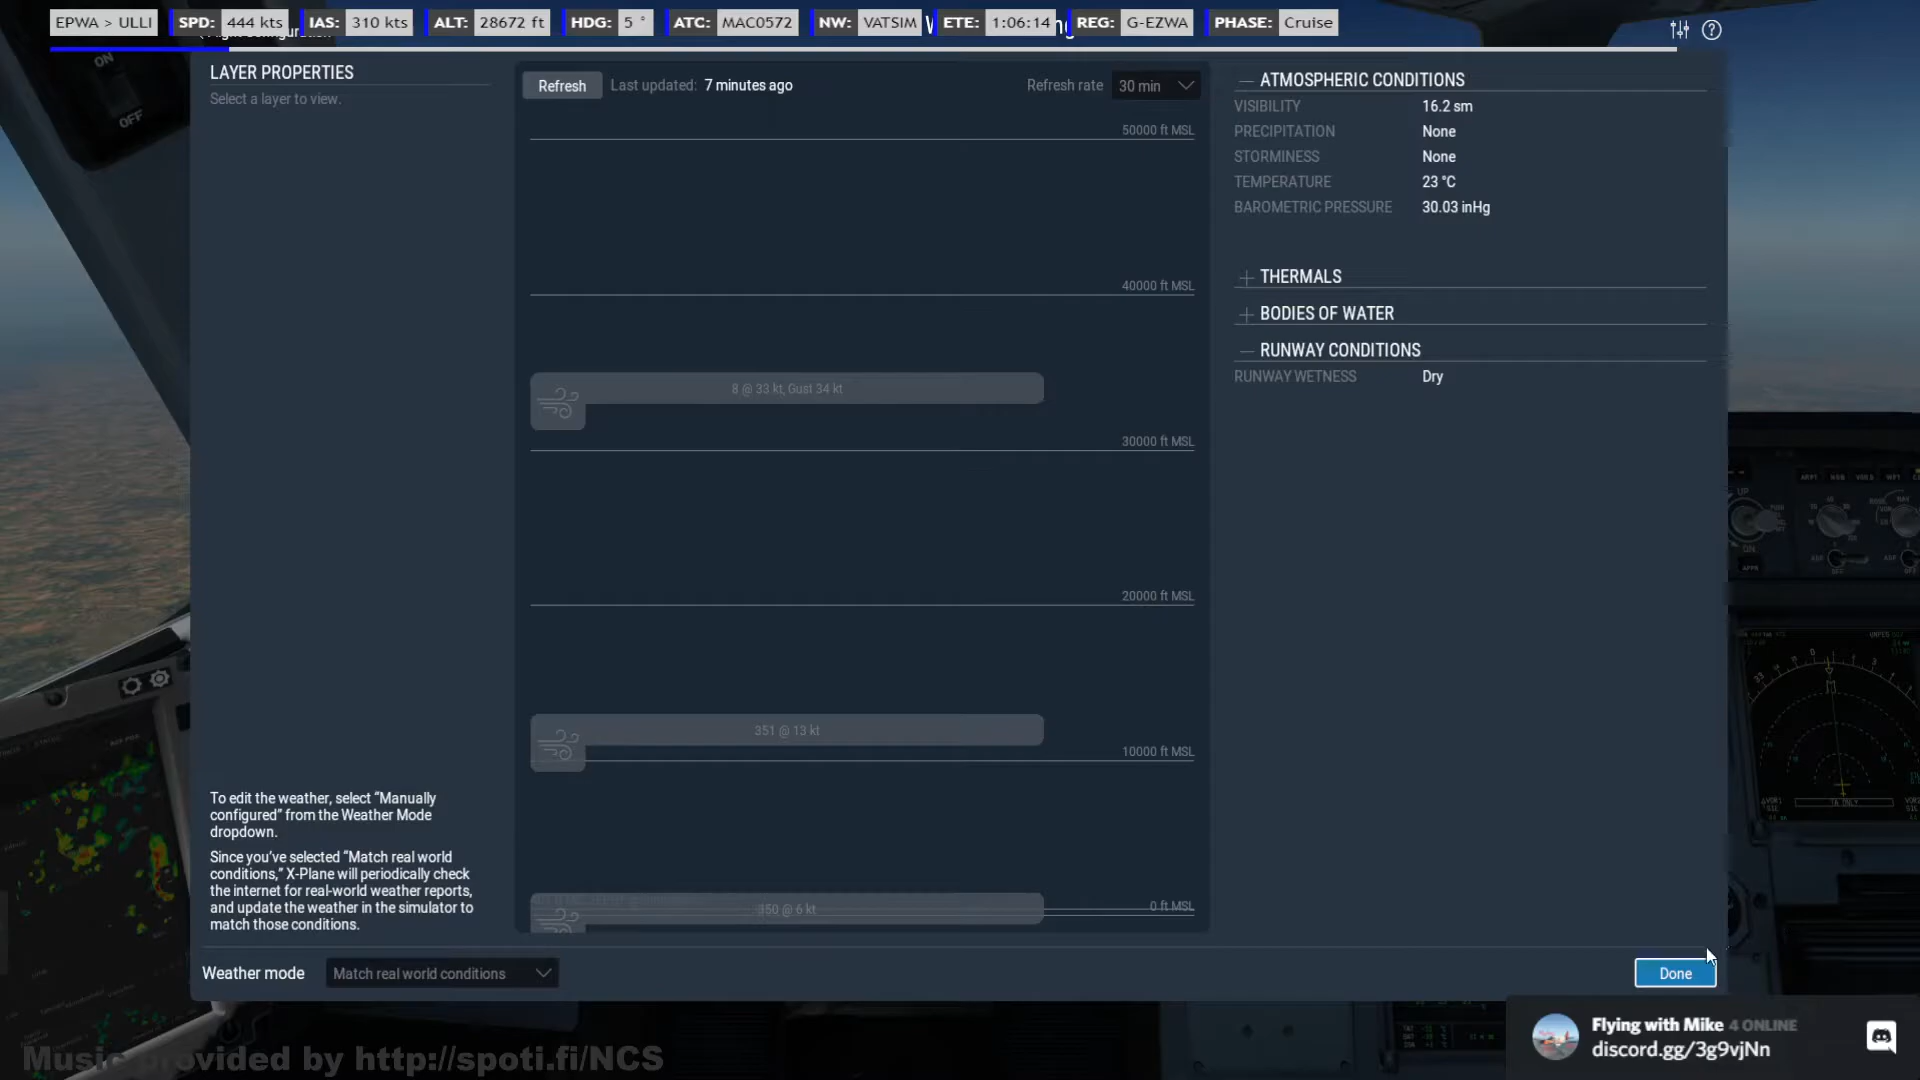 EPWA > ULLI SPD: 444 kts IAS: 310 kts ALT: 28672 ft HDG: 5 ° ATC: MAC0572 NW: VATSIM ETE: 1:06:14 REG: G-EZWA PHASE: Cruise
LAYER PROPERTIES
Select a layer to view.
Refresh Last updated: 7 minutes ago Refresh rate 30 min
50000 ft MSL
40000 ft MSL
8 @ 33 kt, Gust 34 kt
30000 ft MSL
20000 ft MSL
351 @ 13 kt
10000 ft MSL
350 @ 6 kt
0 ft MSL
ATMOSPHERIC CONDITIONS
VISIBILITY 16.2 sm
PRECIPITATION None
STORMINESS None
TEMPERATURE 23 °C
BAROMETRIC PRESSURE 30.03 inHg
THERMALS
BODIES OF WATER
RUNWAY CONDITIONS
RUNWAY WETNESS Dry
To edit the weather, select “Manually
configured” from the Weather Mode
dropdown.
Since you’ve selected “Match real world
conditions,” X-Plane will periodically check
the internet for real-world weather reports,
and update the weather in the simulator to
match those conditions.
Weather mode Match real world conditions
Done
ON
OFF
UP
ON
Flying with Mike 4 ONLINE
discord.gg/3g9vjNn
Music provided by http://spoti.fi/NCS